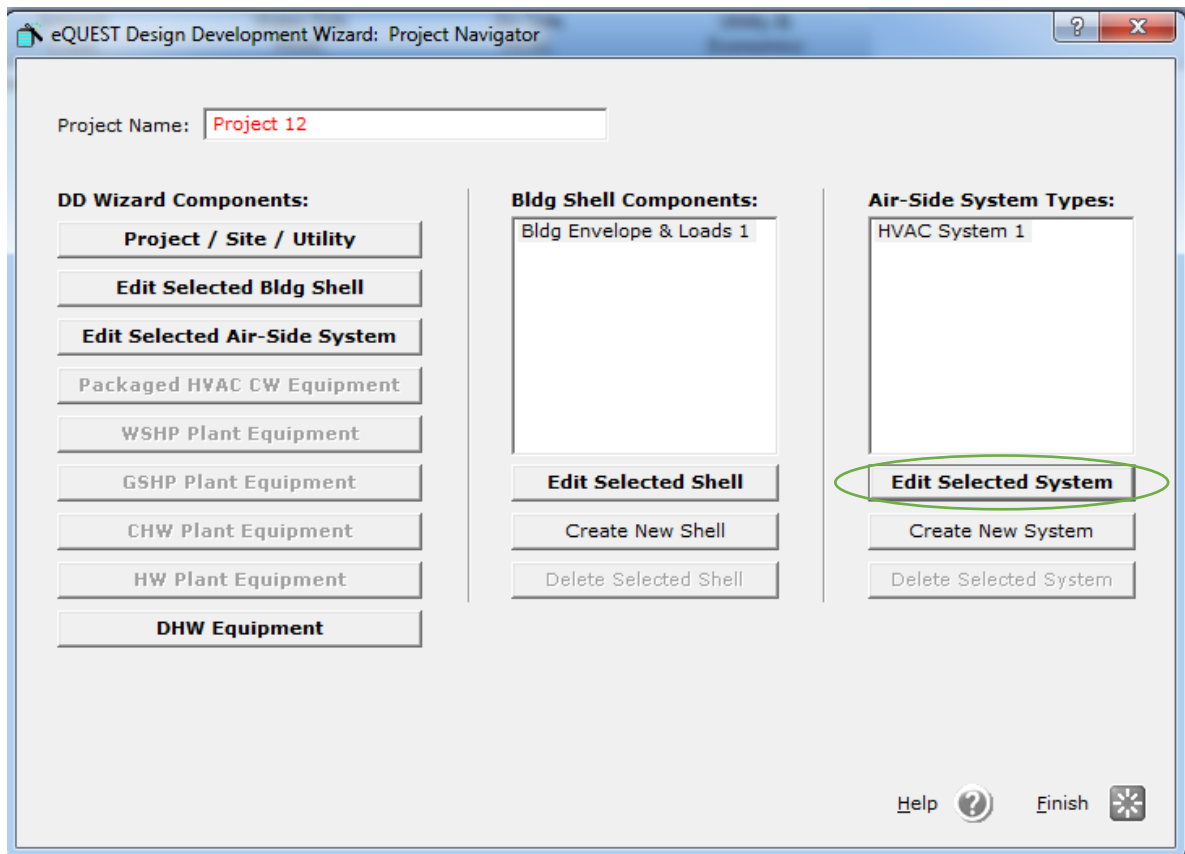 eQUEST Design Development Wizard: Project Navigator
Project Name: Project 12
DD Wizard Components:
Project / Site / Utility
Edit Selected Bldg Shell
Edit Selected Air-Side System
Packaged HVAC CW Equipment
WSHP Plant Equipment
GSHP Plant Equipment
CHW Plant Equipment
HW Plant Equipment
DHW Equipment
Bldg Shell Components:
Bldg Envelope & Loads 1
Edit Selected Shell
Create New Shell
Delete Selected Shell
Air-Side System Types:
HVAC System 1
Edit Selected System
Create New System
Delete Selected System
Help
Finish